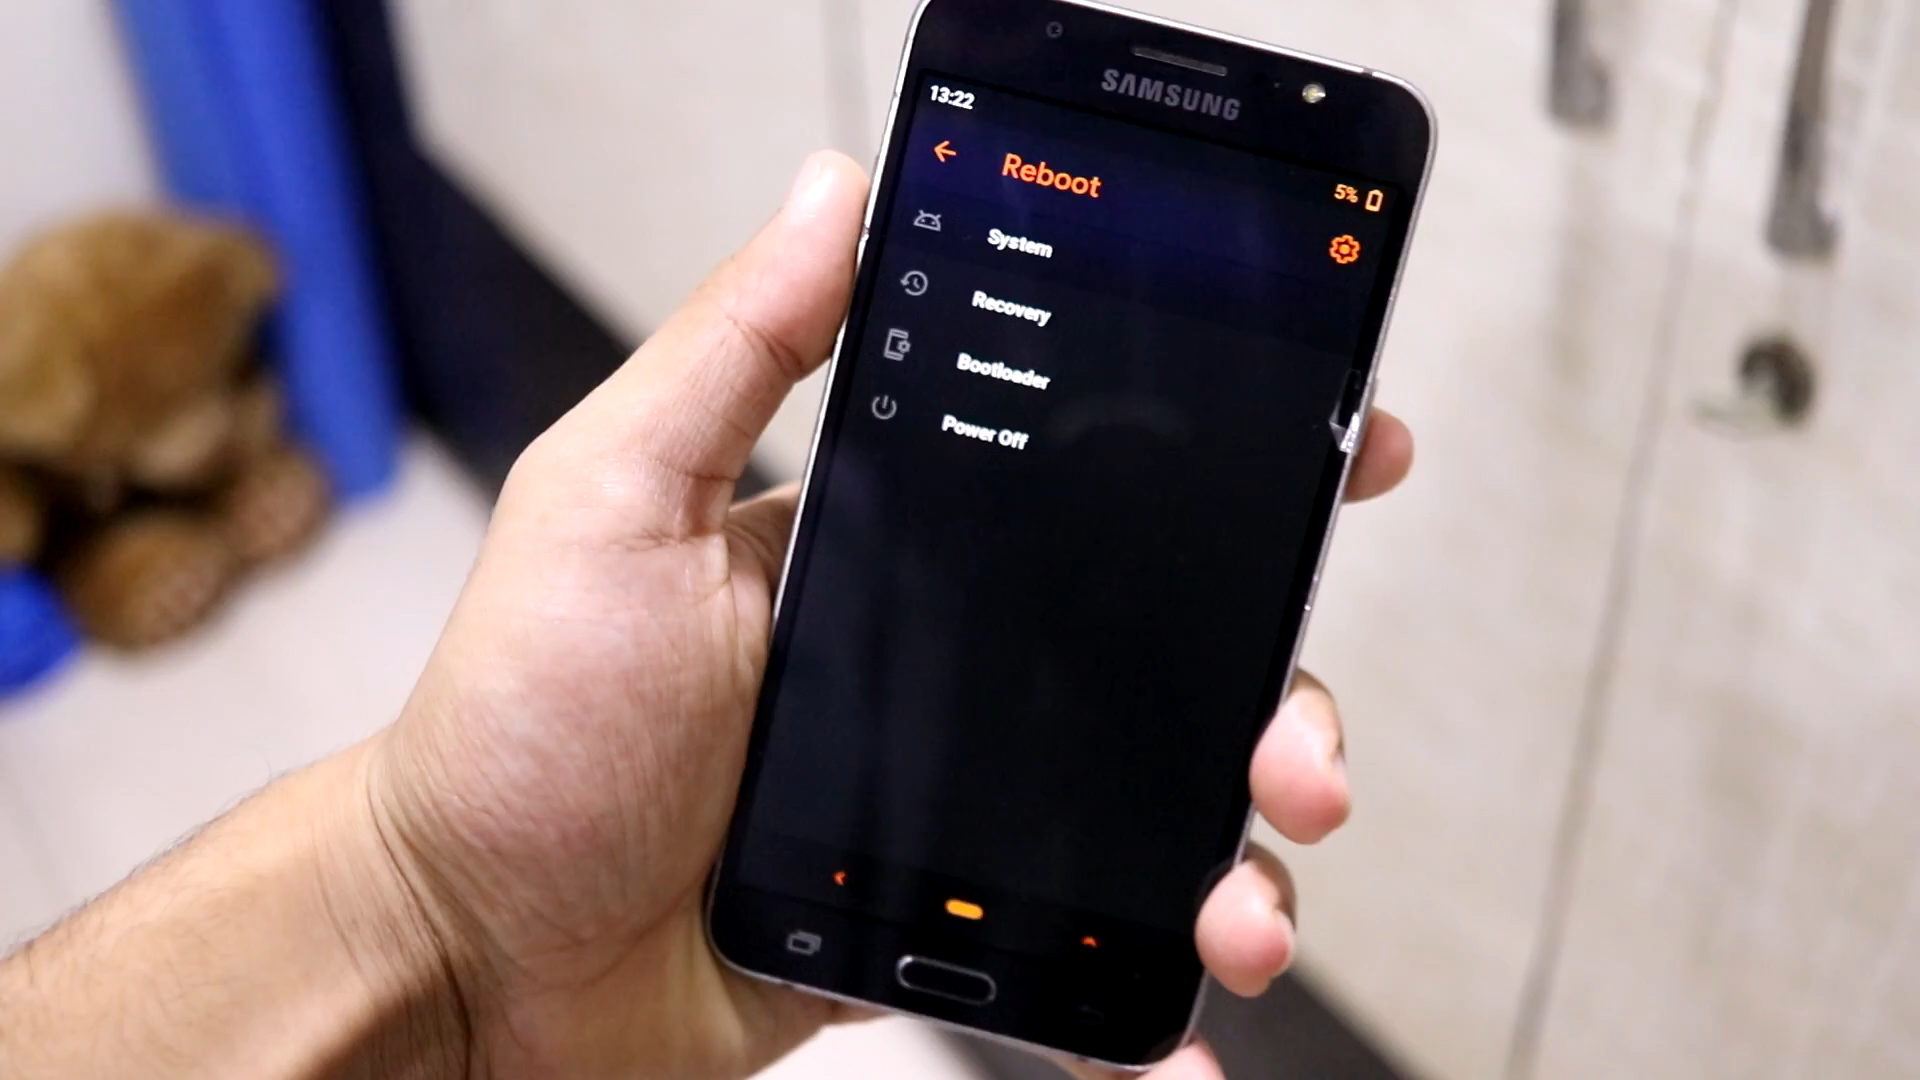 SAMSUNG
13:22
Reboot
5%
System
Recovery
Bootloader
Power Off